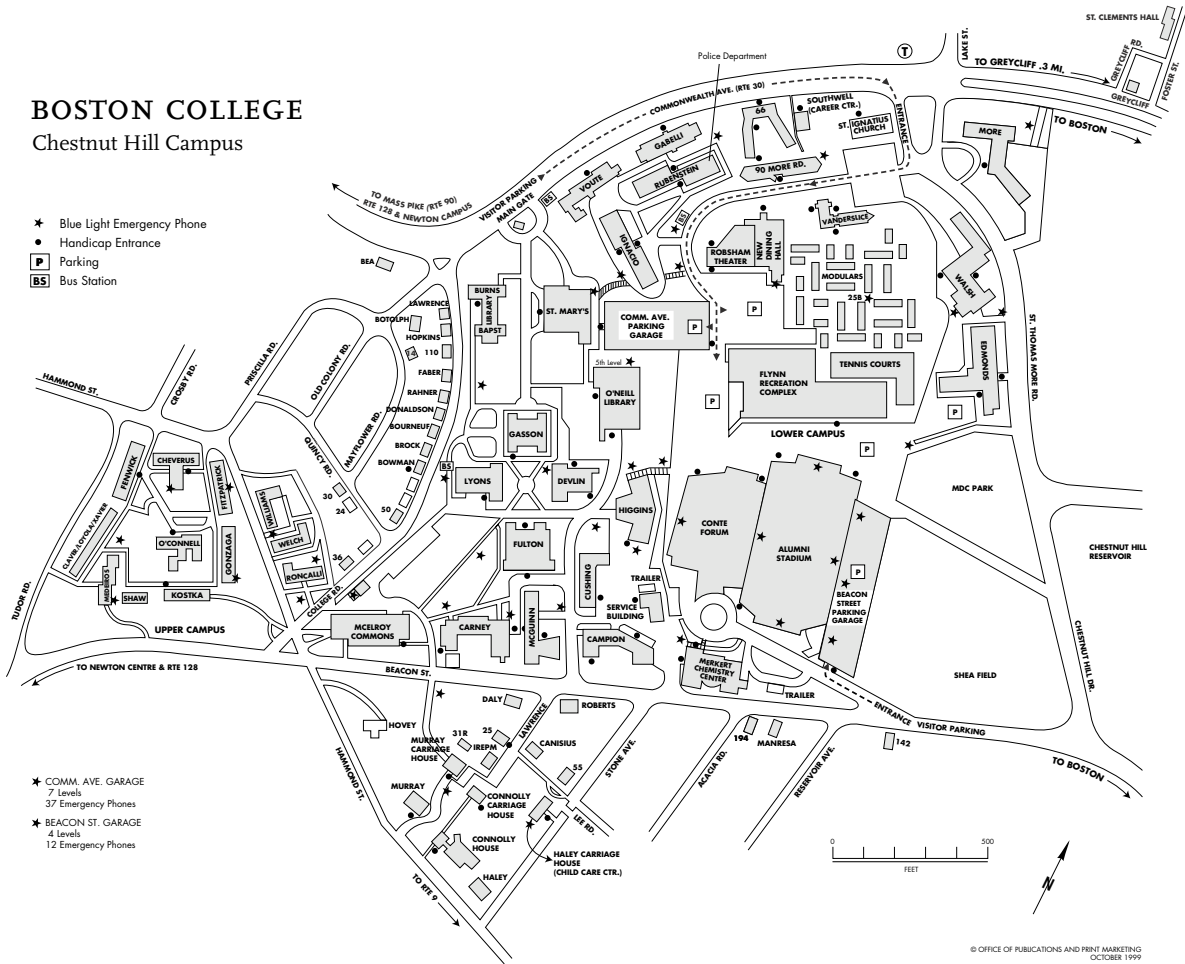 BOSTON COLLEGE
Chestnut Hill Campus
Blue Light Emergency Phone
Handicap Entrance
P Parking
BS Bus Station
Police Department
ST. CLEMENTS HALL
GREYCLIFF RD.
FOSTER ST.
GREYCLIFF
LAKE ST.
T
TO GREYCLIFF .3 MI.
TO BOSTON
COMMONWEALTH AVE. (RTE 30)
ENTRANCE
SOUTHWELL
(CAREER CTR.)
ST. IGNATIUS
CHURCH
66
90 MORE RD.
MORE
GABELLI
RUBENSTEIN
VOUTE
IGNACIO
BS
BS
VISITOR PARKING
MAIN GATE
TO MASS PIKE (RTE 90)
RTE 128 & NEWTON CAMPUS
ROBSHAM
THEATER
NEW
DINING
HALL
VANDERSLICE
MODULARS
25B
WALSH
EDMONDS
ST. THOMAS MORE RD.
BEA
BURNS
LIBRARY
BAPST
ST. MARY'S
COMM. AVE.
PARKING
GARAGE
P
P
5th Level
O'NEILL
LIBRARY
P
FLYNN
RECREATION
COMPLEX
TENNIS COURTS
P
LOWER CAMPUS
P
LAWRENCE
BOTOLPH
HOPKINS
14
110
FABER
RAHNER
DONALDSON
BOURNEUF
BROCK
BOWMAN
BS
50
30
24
36
HAMMOND ST.
CROSBY RD.
PRISCILLA RD.
OLD COLONY RD.
MAYFLOWER RD.
QUINCY RD.
FENWICK
CHEVERUS
FITZPATRICK
CLAVER/LOYOLA/XAVIER
O'CONNELL
GONZAGA
WILLIAMS
WELCH
RONCALLI
MEDEIROS
SHAW
KOSTKA
UPPER CAMPUS
TUDOR RD.
COLLEGE RD.
GASSON
LYONS
DEVLIN
FULTON
HIGGINS
CUSHING
TRAILER
SERVICE
BUILDING
CONTE
FORUM
ALUMNI
STADIUM
P
BEACON
STREET
PARKING
GARAGE
MDC PARK
CHESTNUT HILL
RESERVOIR
CHESTNUT HILL DR.
SHEA FIELD
MCELROY
COMMONS
CARNEY
MCGUINN
CAMPION
MERKERT
CHEMISTRY
CENTER
TRAILER
TO NEWTON CENTRE & RTE 128
BEACON ST.
ENTRANCE VISITOR PARKING
TO BOSTON
DALY
ROBERTS
HOVEY
31R
25
LAWRENCE
MURRAY
CARRIAGE
HOUSE
IREPM
CANISIUS
55
STONE AVE.
194
MANRESA
ACACIA RD.
RESERVOIR AVE.
142
HAMMOND ST.
MURRAY
CONNOLLY
CARRIAGE
HOUSE
LEE RD.
CONNOLLY
HOUSE
HALEY CARRIAGE
HOUSE
(CHILD CARE CTR.)
HALEY
TO RTE 9
COMM. AVE. GARAGE
7 Levels
37 Emergency Phones
BEACON ST. GARAGE
4 Levels
12 Emergency Phones
0 500
FEET
N
© OFFICE OF PUBLICATIONS AND PRINT MARKETING
OCTOBER 1999